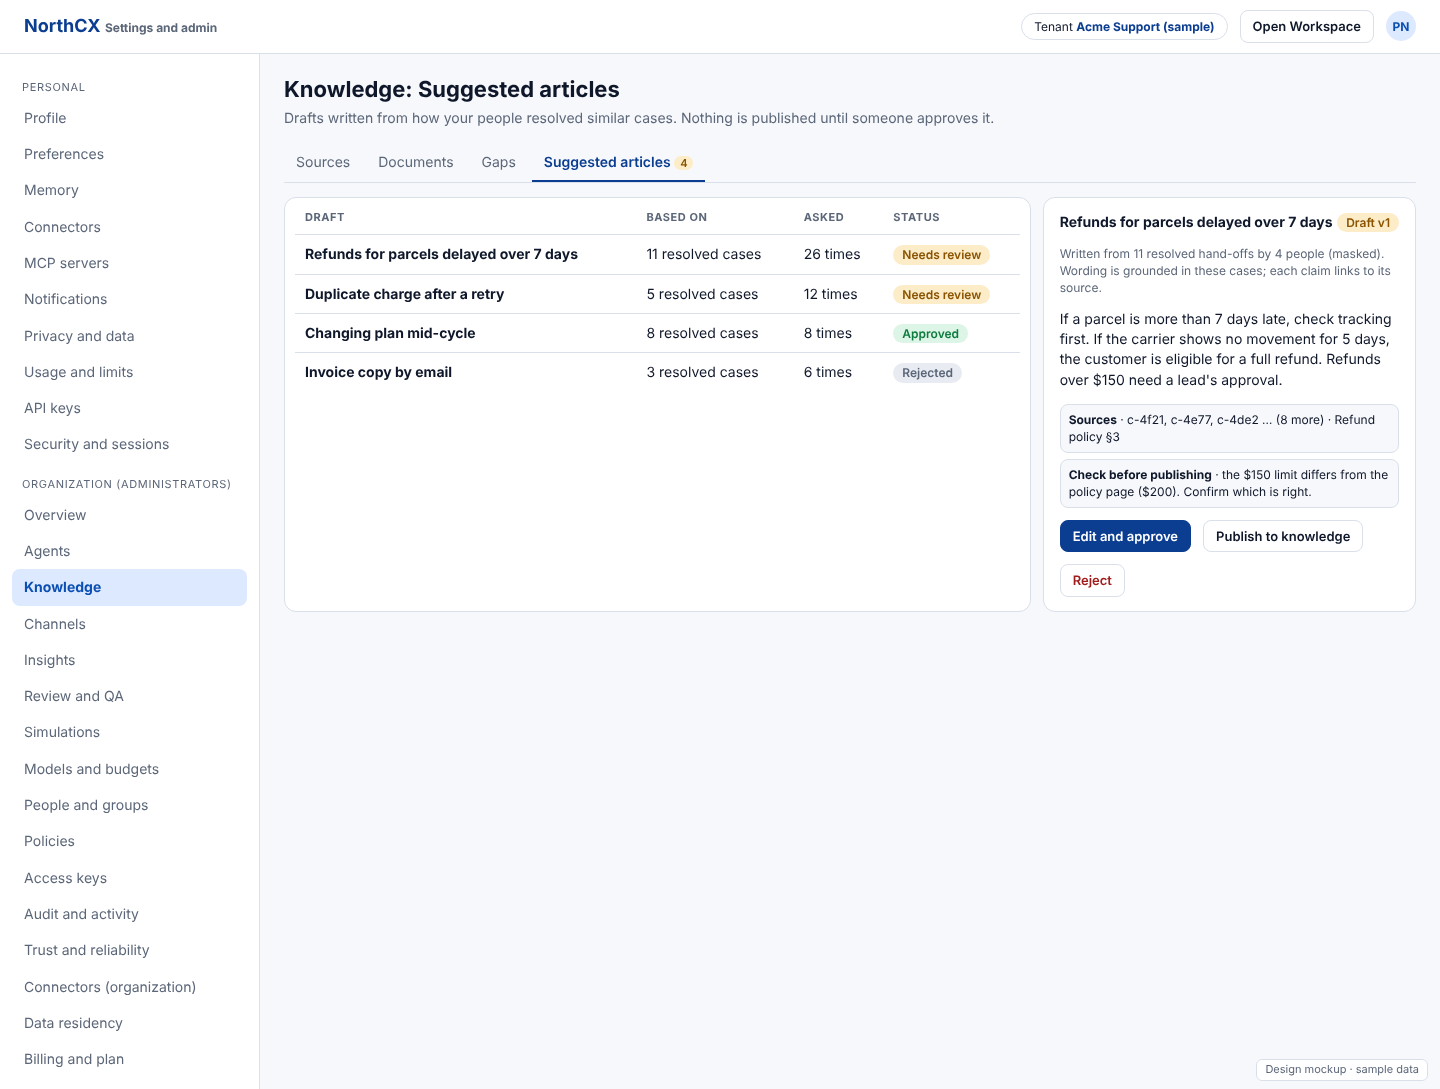 NorthCX Settings and admin
Tenant Acme Support (sample)
Open Workspace
PN
PERSONAL
Profile
Preferences
Memory
Connectors
MCP servers
Notifications
Privacy and data
Usage and limits
API keys
Security and sessions
ORGANIZATION (ADMINISTRATORS)
Overview
Agents
Knowledge
Channels
Insights
Review and QA
Simulations
Models and budgets
People and groups
Policies
Access keys
Audit and activity
Trust and reliability
Connectors (organization)
Data residency
Billing and plan
Knowledge: Suggested articles
Drafts written from how your people resolved similar cases. Nothing is published until someone approves it.
Sources Documents Gaps Suggested articles 4
DRAFT BASED ON ASKED STATUS
Refunds for parcels delayed over 7 days 11 resolved cases 26 times Needs review
Duplicate charge after a retry 5 resolved cases 12 times Needs review
Changing plan mid-cycle 8 resolved cases 8 times Approved
Invoice copy by email 3 resolved cases 6 times Rejected
Refunds for parcels delayed over 7 days Draft v1
Written from 11 resolved hand-offs by 4 people (masked).
Wording is grounded in these cases; each claim links to its
source.
If a parcel is more than 7 days late, check tracking
first. If the carrier shows no movement for 5 days,
the customer is eligible for a full refund. Refunds
over $150 need a lead's approval.
Sources · c-4f21, c-4e77, c-4de2 … (8 more) · Refund
policy §3
Check before publishing · the $150 limit differs from the
policy page ($200). Confirm which is right.
Edit and approve
Publish to knowledge
Reject
Design mockup · sample data